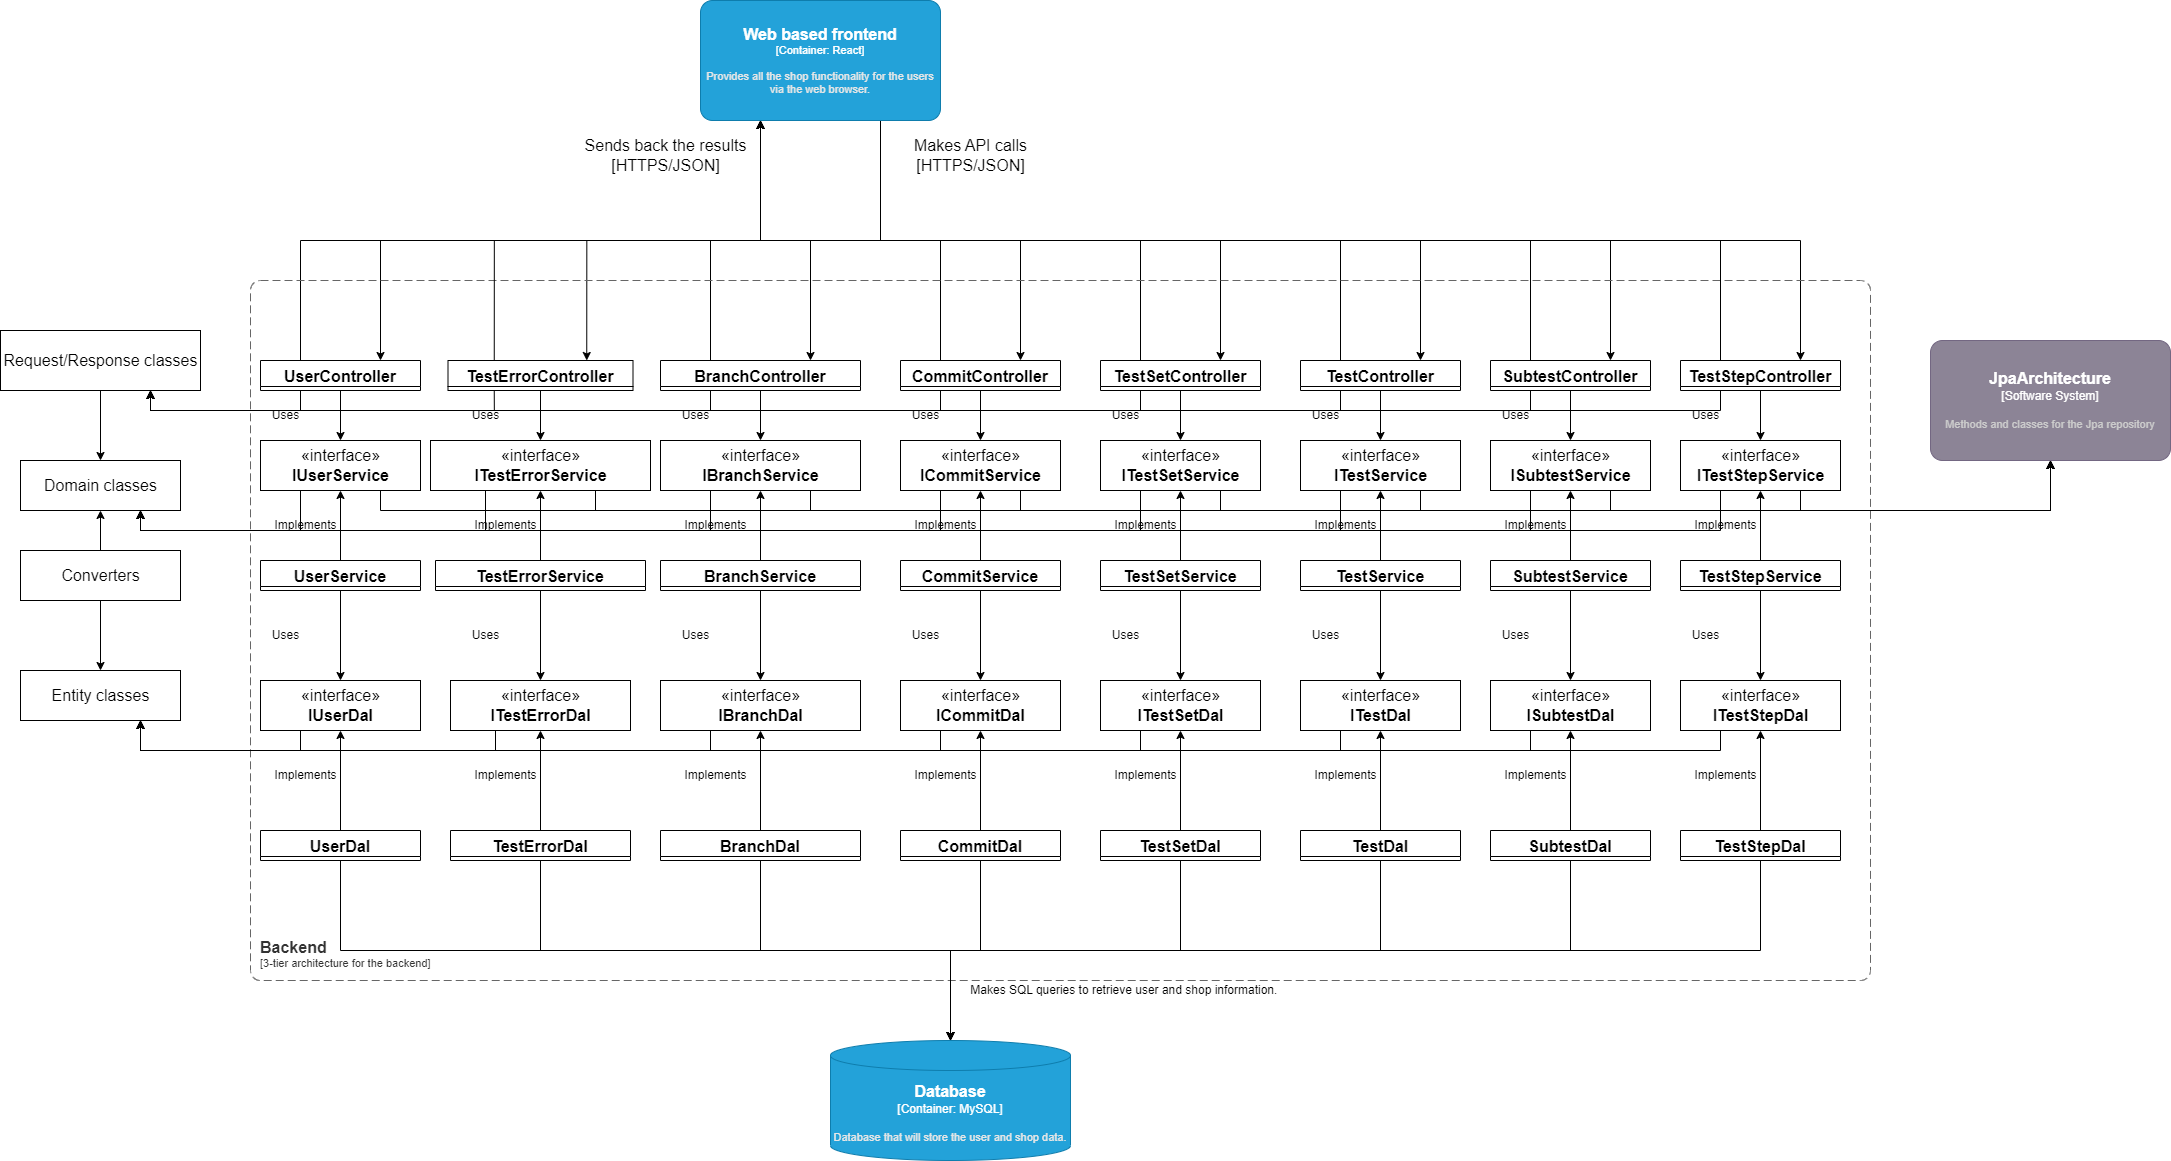 Web based frontend
[Container: React]
Provides all the shop functionality for the users
via the web browser.
Sends back the results
[HTTPS/JSON]
Makes API calls
[HTTPS/JSON]
Request/Response classes
Domain classes
Converters
Entity classes
JpaArchitecture
[Software System]
Methods and classes for the Jpa repository
UserController
TestErrorController
BranchController
CommitController
TestSetController
TestController
SubtestController
TestStepController
Uses
Uses
Uses
Uses
Uses
Uses
Uses
Uses
«interface»
IUserService
«interface»
ITestErrorService
«interface»
IBranchService
«interface»
ICommitService
«interface»
ITestSetService
«interface»
ITestService
«interface»
ISubtestService
«interface»
ITestStepService
Implements
Implements
Implements
Implements
Implements
Implements
Implements
Implements
UserService
TestErrorService
BranchService
CommitService
TestSetService
TestService
SubtestService
TestStepService
Uses
Uses
Uses
Uses
Uses
Uses
Uses
Uses
«interface»
IUserDal
«interface»
ITestErrorDal
«interface»
IBranchDal
«interface»
ICommitDal
«interface»
ITestSetDal
«interface»
ITestDal
«interface»
ISubtestDal
«interface»
ITestStepDal
Implements
Implements
Implements
Implements
Implements
Implements
Implements
Implements
UserDal
TestErrorDal
BranchDal
CommitDal
TestSetDal
TestDal
SubtestDal
TestStepDal
Backend
[3-tier architecture for the backend]
Makes SQL queries to retrieve user and shop information.
Database
[Container: MySQL]
Database that will store the user and shop data.